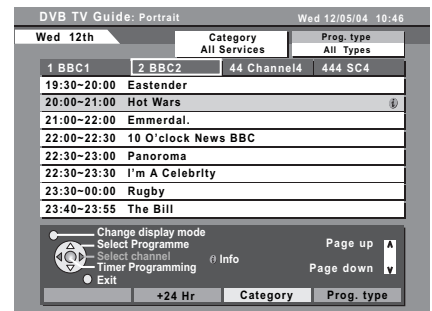 DVB TV Guide: Portrait Wed 12/05/04 10:46
Wed 12th Category Prog. type
All Services All Types
1 BBC1 2 BBC2 44 Channel4 444 SC4
19:30~20:00 Eastender
20:00~21:00 Hot Wars i
21:00~22:00 Emmerdal.
22:00~22:30 10 O'clock News BBC
22:30~23:00 Panoroma
22:30~23:30 I'm A Celebrlty
23:30~00:00 Rugby
23:40~23:55 The Bill
Change display mode
Select Programme Page up
Select channel i Info
Timer Programming Page down
Exit
+24 Hr Category Prog. type